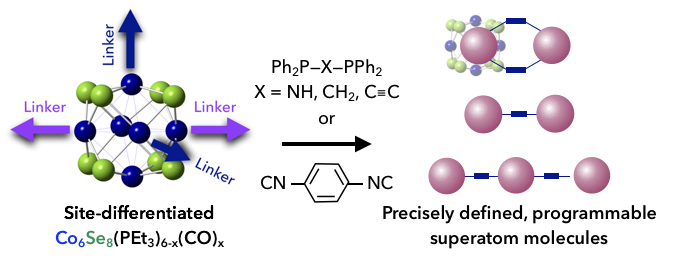 Linker
Linker
Linker
Linker
Ph₂P–X–PPh₂
X = NH, CH₂, C≡C
or
CN
NC
Site-differentiated
Co₆Se₈(PEt₃)₆₋ₓ(CO)ₓ
Precisely defined, programmable
superatom molecules